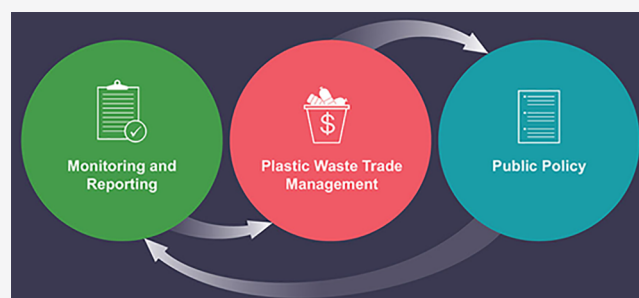 Monitoring and
Reporting
Plastic Waste Trade
Management
$
Public Policy